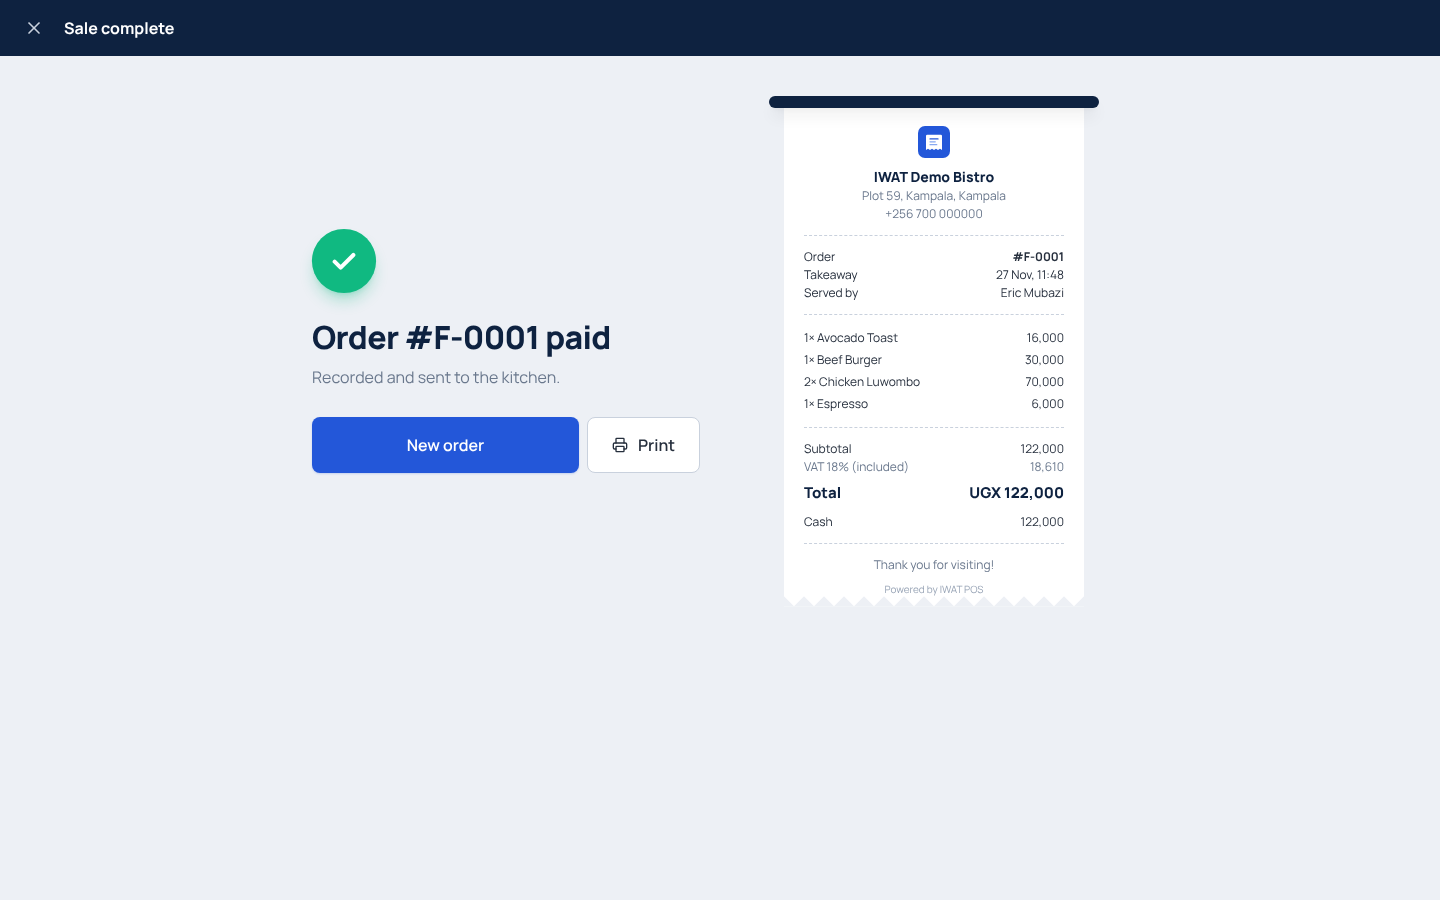 Sale complete
Order #F-0001 paid
Recorded and sent to the kitchen.
New order
Print
IWAT Demo Bistro
Plot 59, Kampala, Kampala
+256 700 000000
Order #F-0001
Takeaway 27 Nov, 11:48
Served by Eric Mubazi
1× Avocado Toast 16,000
1× Beef Burger 30,000
2× Chicken Luwombo 70,000
1× Espresso 6,000
Subtotal 122,000
VAT 18% (included) 18,610
Total UGX 122,000
Cash 122,000
Thank you for visiting!
Powered by IWAT POS